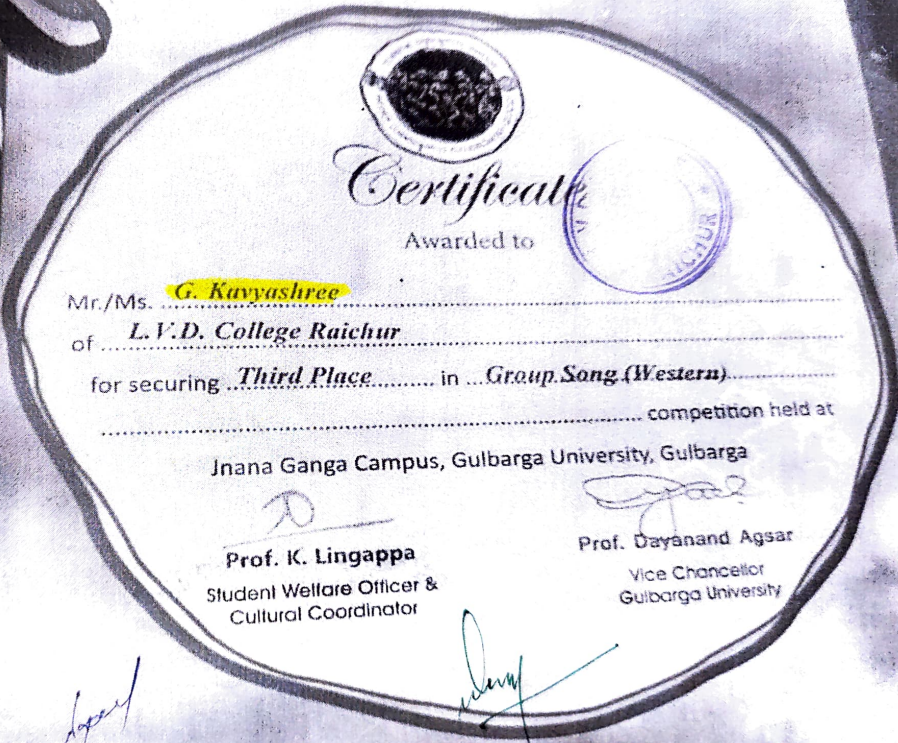 Certificate
Awarded to
Mr./Ms. G. Kavyashree
of L.V.D. College Raichur
for securing Third Place in Group Song (Western)
competition held at
Jnana Ganga Campus, Gulbarga University, Gulbarga
Prof. K. Lingappa
Student Welfare Officer &
Cultural Coordinator
Prof. Dayanand Agsar
Vice Chancellor
Gulbarga University